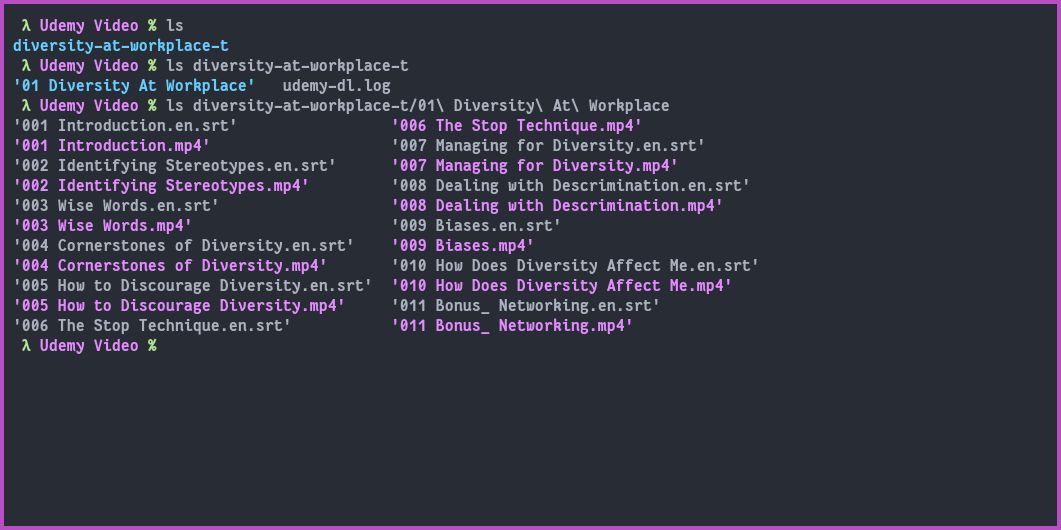 λ Udemy Video % ls
diversity-at-workplace-t
λ Udemy Video % ls diversity-at-workplace-t
'01 Diversity At Workplace'   udemy-dl.log
λ Udemy Video % ls diversity-at-workplace-t/01\ Diversity\ At\ Workplace
'001 Introduction.en.srt'                 '006 The Stop Technique.mp4'
'001 Introduction.mp4'                    '007 Managing for Diversity.en.srt'
'002 Identifying Stereotypes.en.srt'      '007 Managing for Diversity.mp4'
'002 Identifying Stereotypes.mp4'         '008 Dealing with Descrimination.en.srt'
'003 Wise Words.en.srt'                   '008 Dealing with Descrimination.mp4'
'003 Wise Words.mp4'                      '009 Biases.en.srt'
'004 Cornerstones of Diversity.en.srt'    '009 Biases.mp4'
'004 Cornerstones of Diversity.mp4'       '010 How Does Diversity Affect Me.en.srt'
'005 How to Discourage Diversity.en.srt'  '010 How Does Diversity Affect Me.mp4'
'005 How to Discourage Diversity.mp4'     '011 Bonus_ Networking.en.srt'
'006 The Stop Technique.en.srt'           '011 Bonus_ Networking.mp4'
λ Udemy Video %